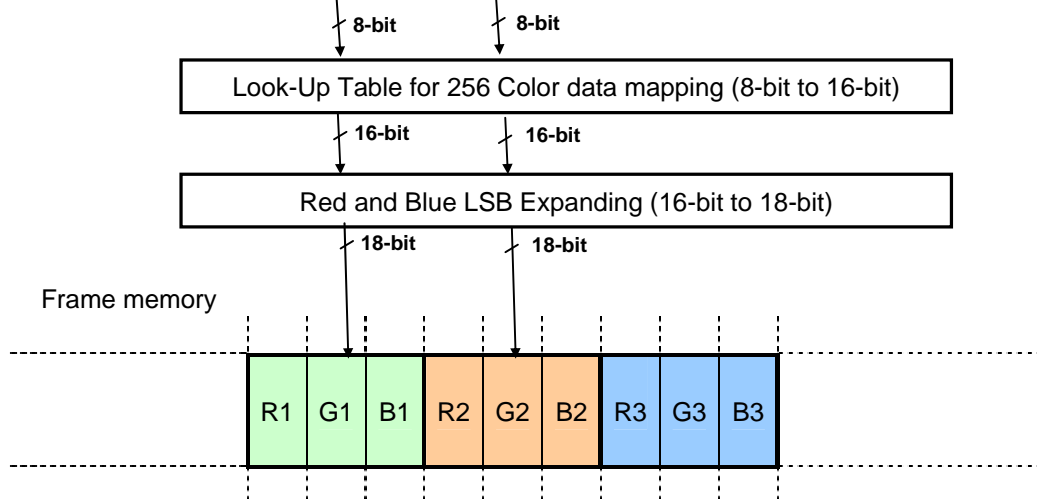 8-bit 8-bit
Look-Up Table for 256 Color data mapping (8-bit to 16-bit)
16-bit 16-bit
Red and Blue LSB Expanding (16-bit to 18-bit)
18-bit 18-bit
Frame memory
R1 G1 B1 R2 G2 B2 R3 G3 B3